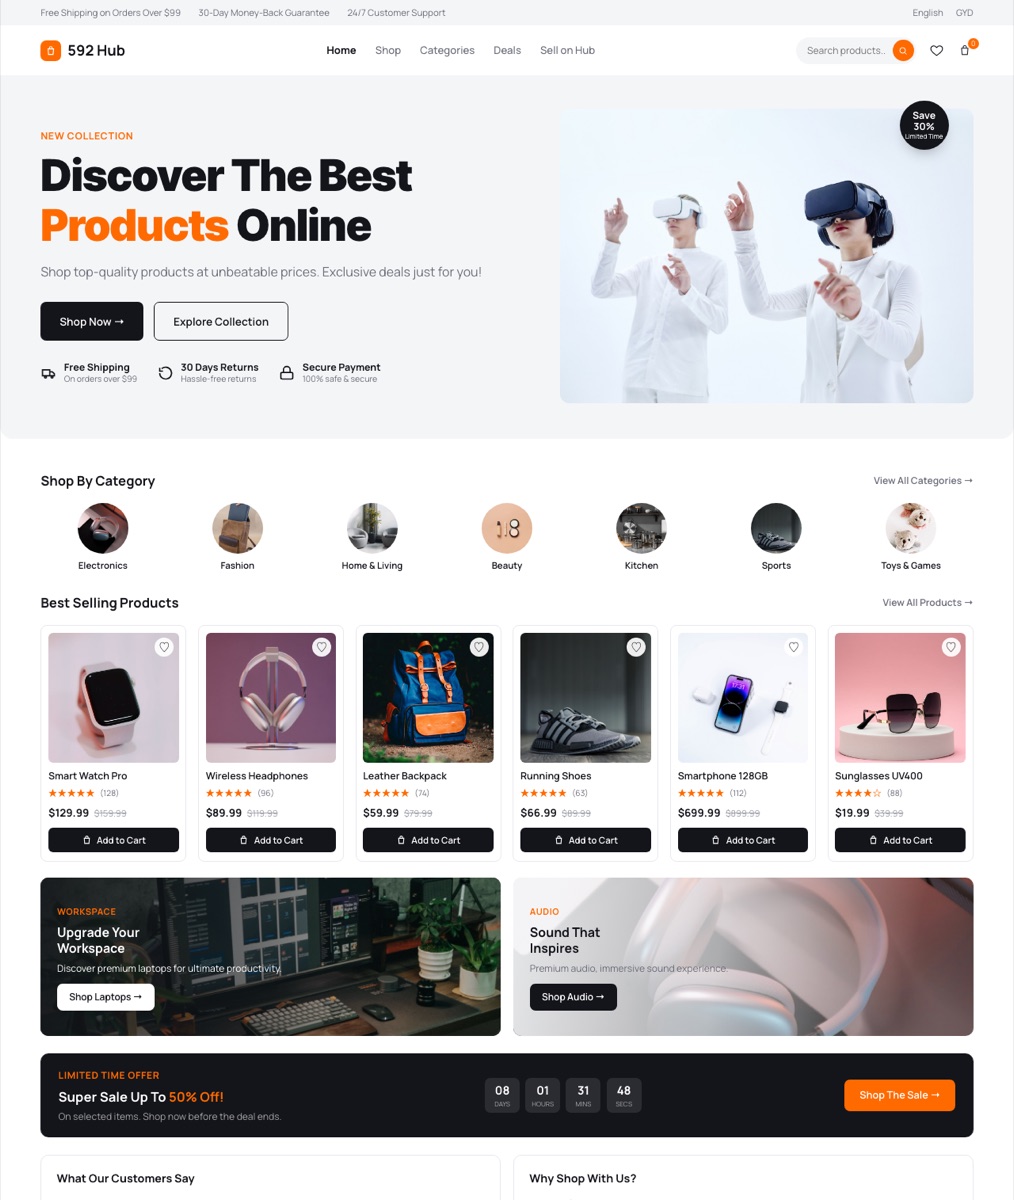 Free Shipping on Orders Over $99 30-Day Money-Back Guarantee 24/7 Customer Support English GYD
592 Hub Home Shop Categories Deals Sell on Hub Search products.. 0
Save
30%
Limited Time
NEW COLLECTION
Discover The Best
Products Online
Shop top-quality products at unbeatable prices. Exclusive deals just for you!
Shop Now → Explore Collection
Free Shipping 30 Days Returns Secure Payment
On orders over $99 Hassle-free returns 100% safe & secure
Shop By Category View All Categories →
Electronics Fashion Home & Living Beauty Kitchen Sports Toys & Games
Best Selling Products View All Products →
Smart Watch Pro Wireless Headphones Leather Backpack Running Shoes Smartphone 128GB Sunglasses UV400
★★★★★ (128) ★★★★★ (96) ★★★★★ (74) ★★★★★ (63) ★★★★★ (112) ★★★★☆ (88)
$129.99 $159.99 $89.99 $119.99 $59.99 $79.99 $66.99 $89.99 $699.99 $899.99 $19.99 $39.99
Add to Cart Add to Cart Add to Cart Add to Cart Add to Cart Add to Cart
WORKSPACE
Upgrade Your
Workspace
Discover premium laptops for ultimate productivity.
Shop Laptops →
AUDIO
Sound That
Inspires
Premium audio, immersive sound experience.
Shop Audio →
LIMITED TIME OFFER
Super Sale Up To 50% Off!
On selected items. Shop now before the deal ends.
08 01 31 48
DAYS HOURS MINS SECS
Shop The Sale →
What Our Customers Say Why Shop With Us?